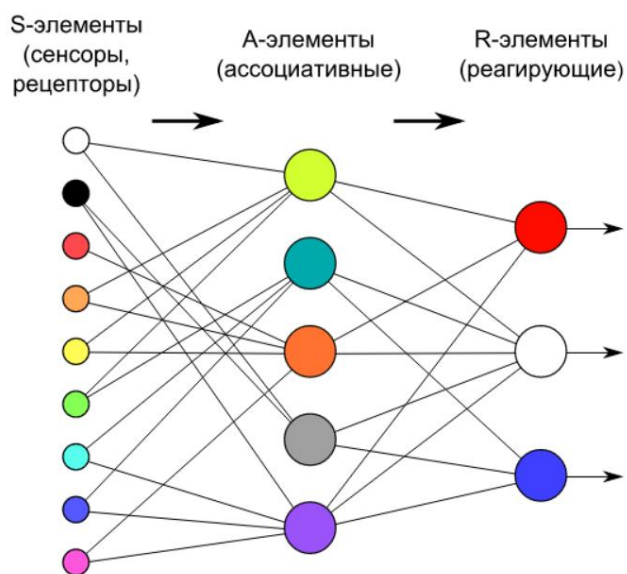 S-элементы
(сенсоры,
рецепторы)
A-элементы
(ассоциативные)
R-элементы
(реагирующие)